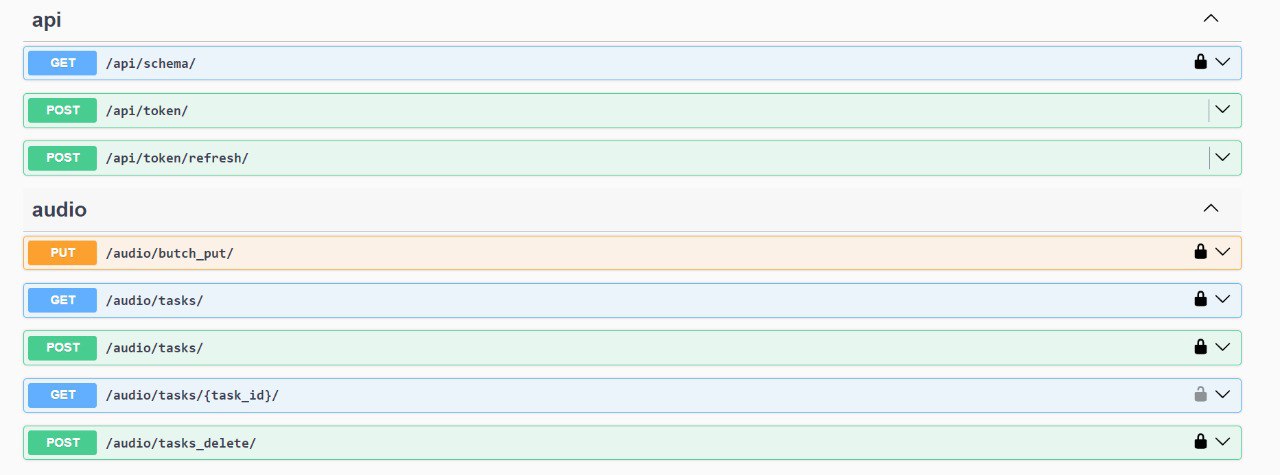 api
GET /api/schema/
POST /api/token/
POST /api/token/refresh/
audio
PUT /audio/butch_put/
GET /audio/tasks/
POST /audio/tasks/
GET /audio/tasks/{task_id}/
POST /audio/tasks_delete/